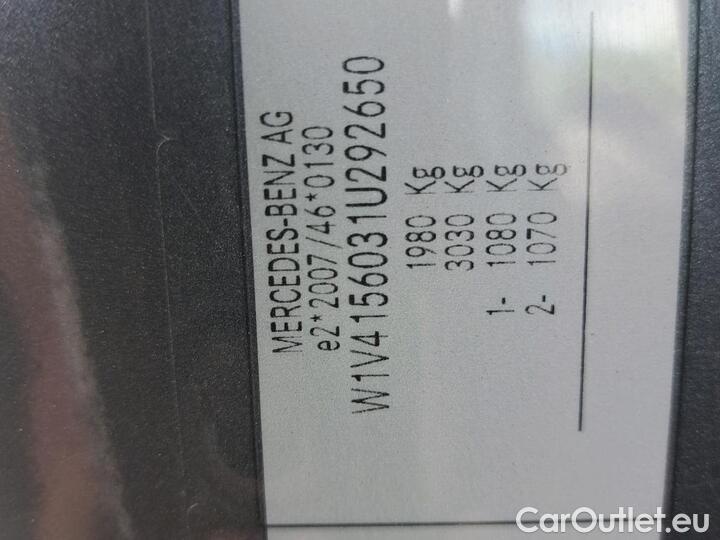 MERCEDES-BENZ AG
e2*2007/46*0130
W1V4156031U292650
1980 Kg
3030 Kg
1- 1080 Kg
2- 1070 Kg
CarOutlet.eu